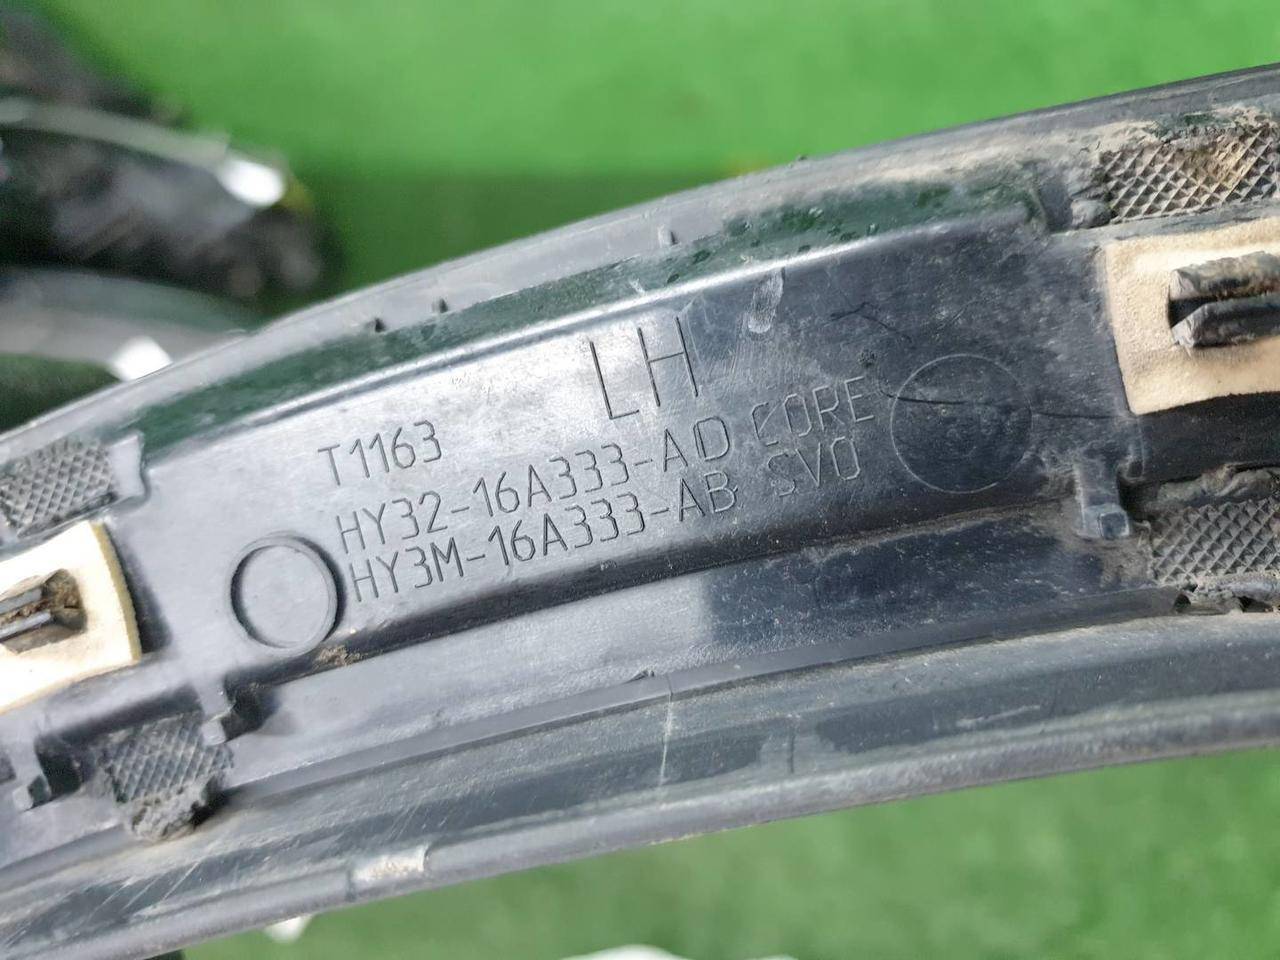 LH
T1163
HY32-16A333-AD CORE
HY3M-16A333-AB SVO